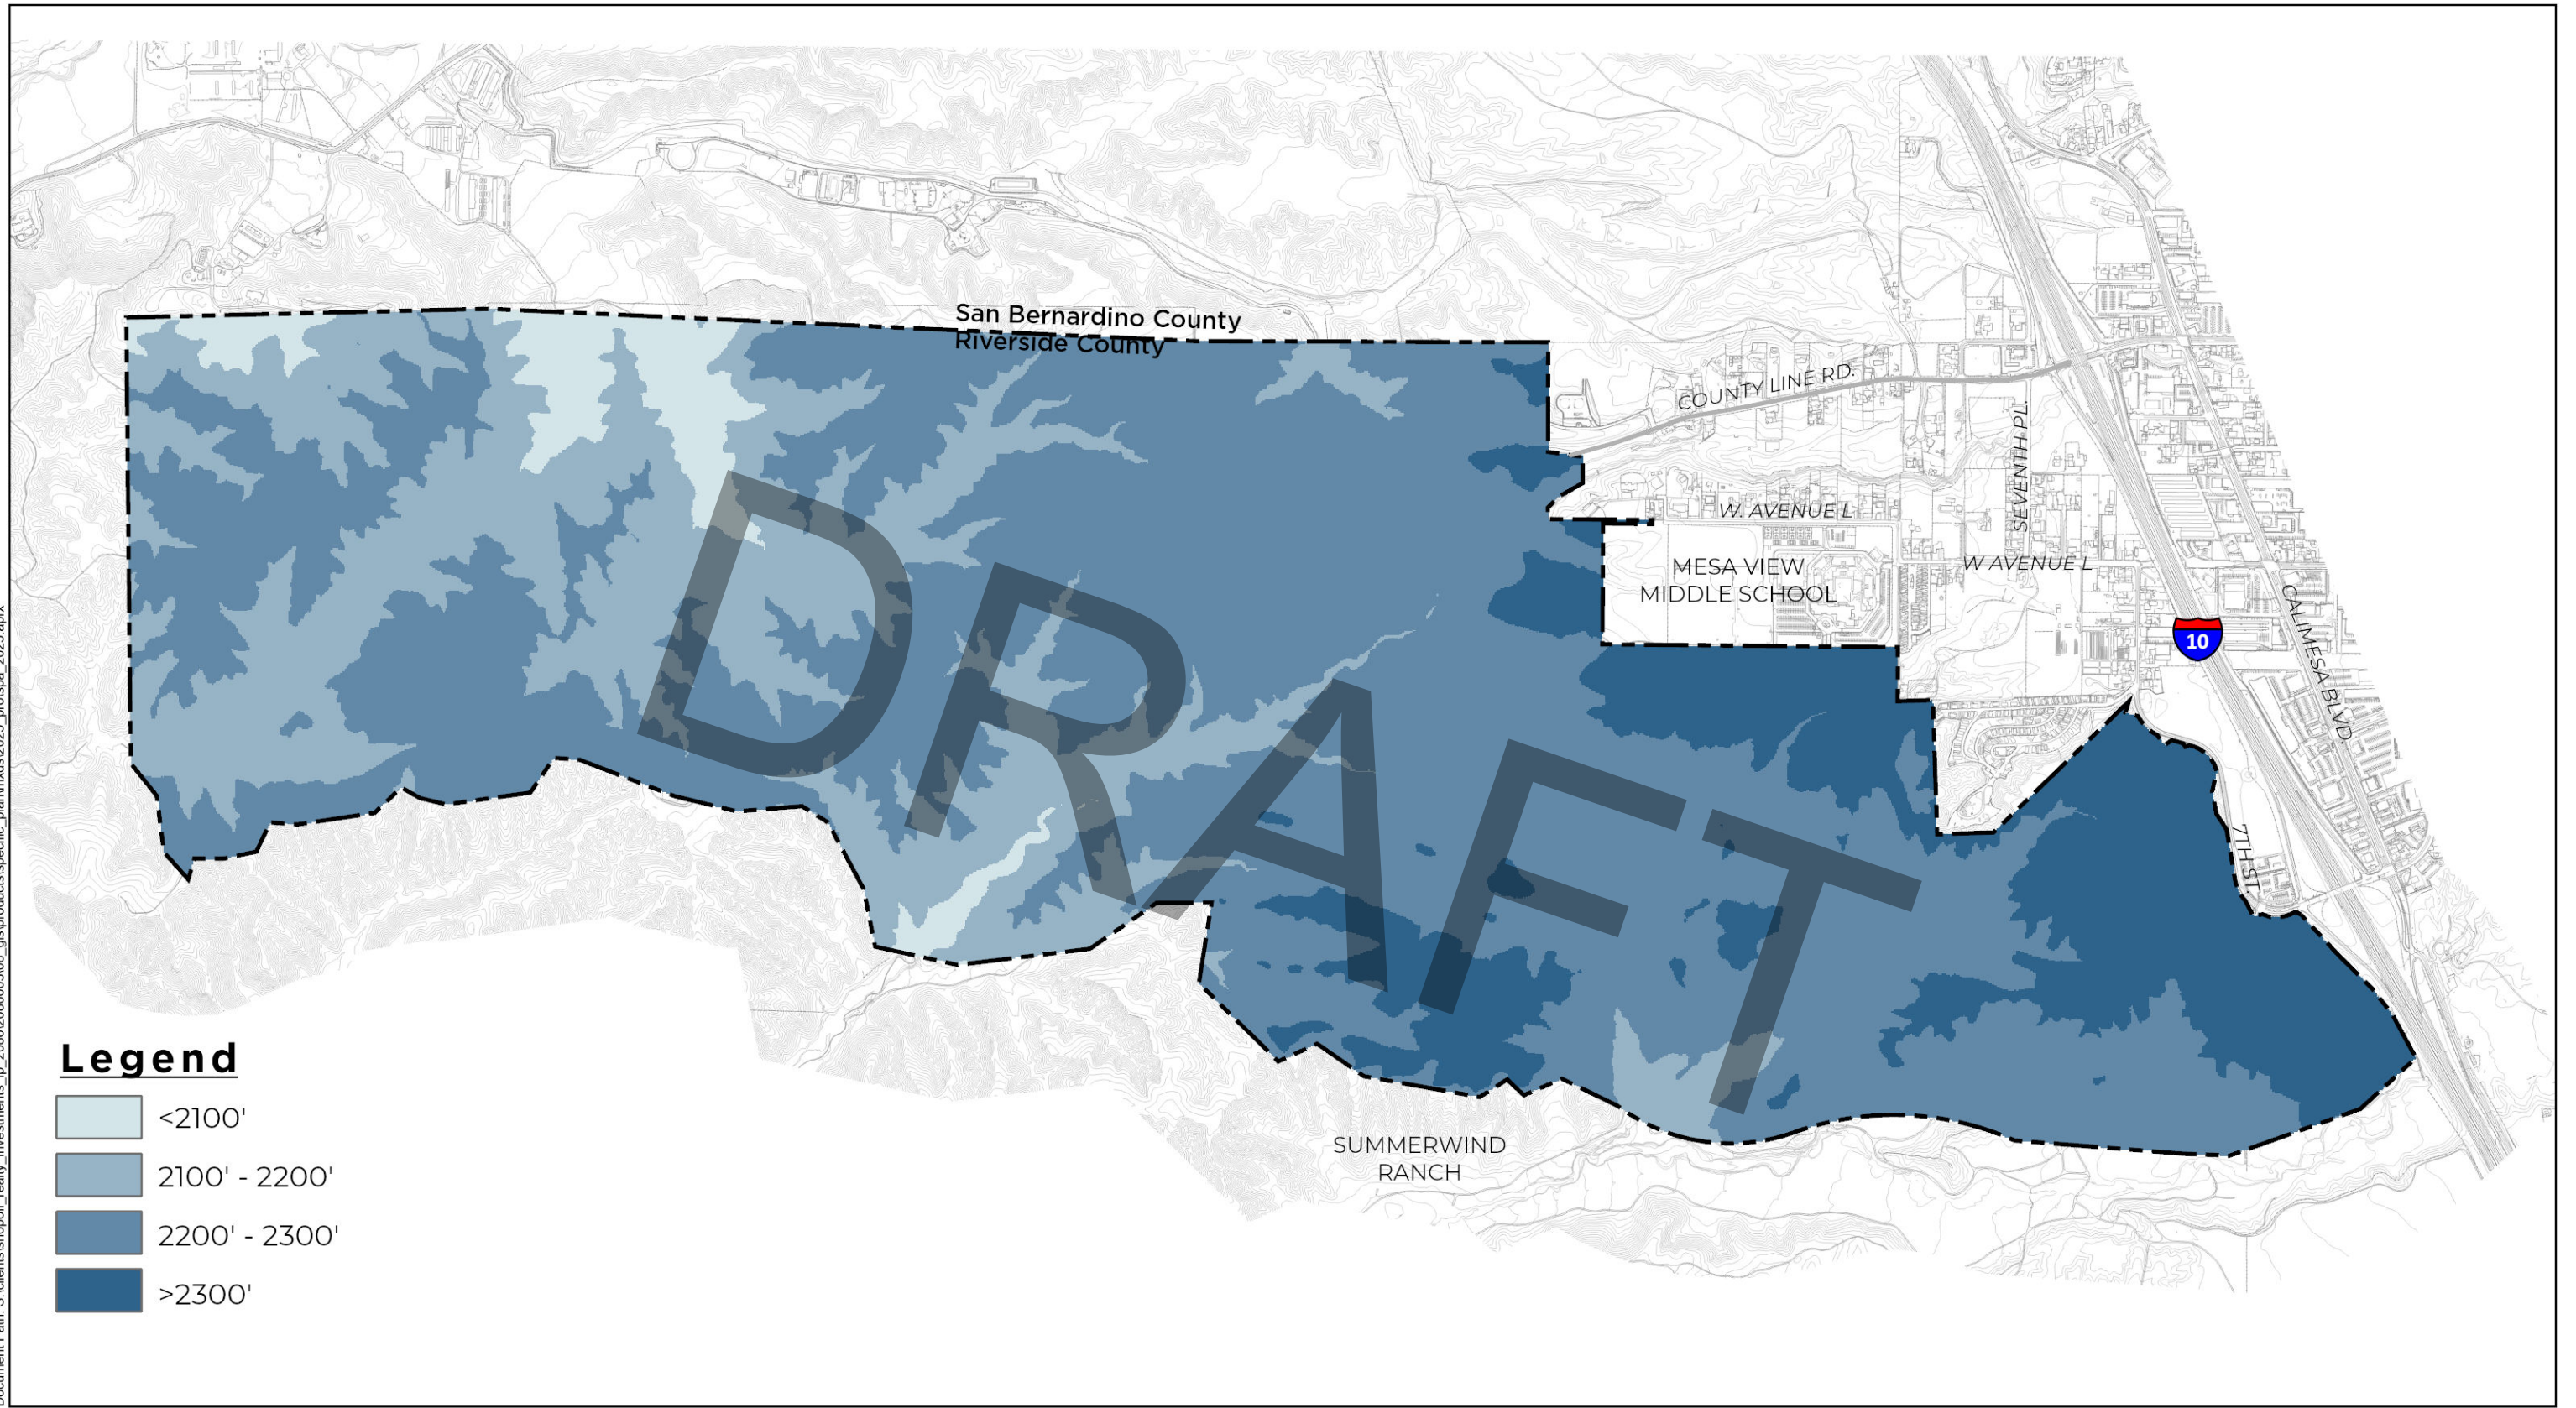 San Bernardino County
Riverside County
COUNTY LINE RD.
SEVENTH PL.
W. AVENUE L
W AVENUE L
MESA VIEW
MIDDLE SCHOOL
10
CALIMESA BLVD.
7TH ST.
DRAFT
SUMMERWIND
RANCH
Legend
<2100'
2100' - 2200'
2200' - 2300'
>2300'